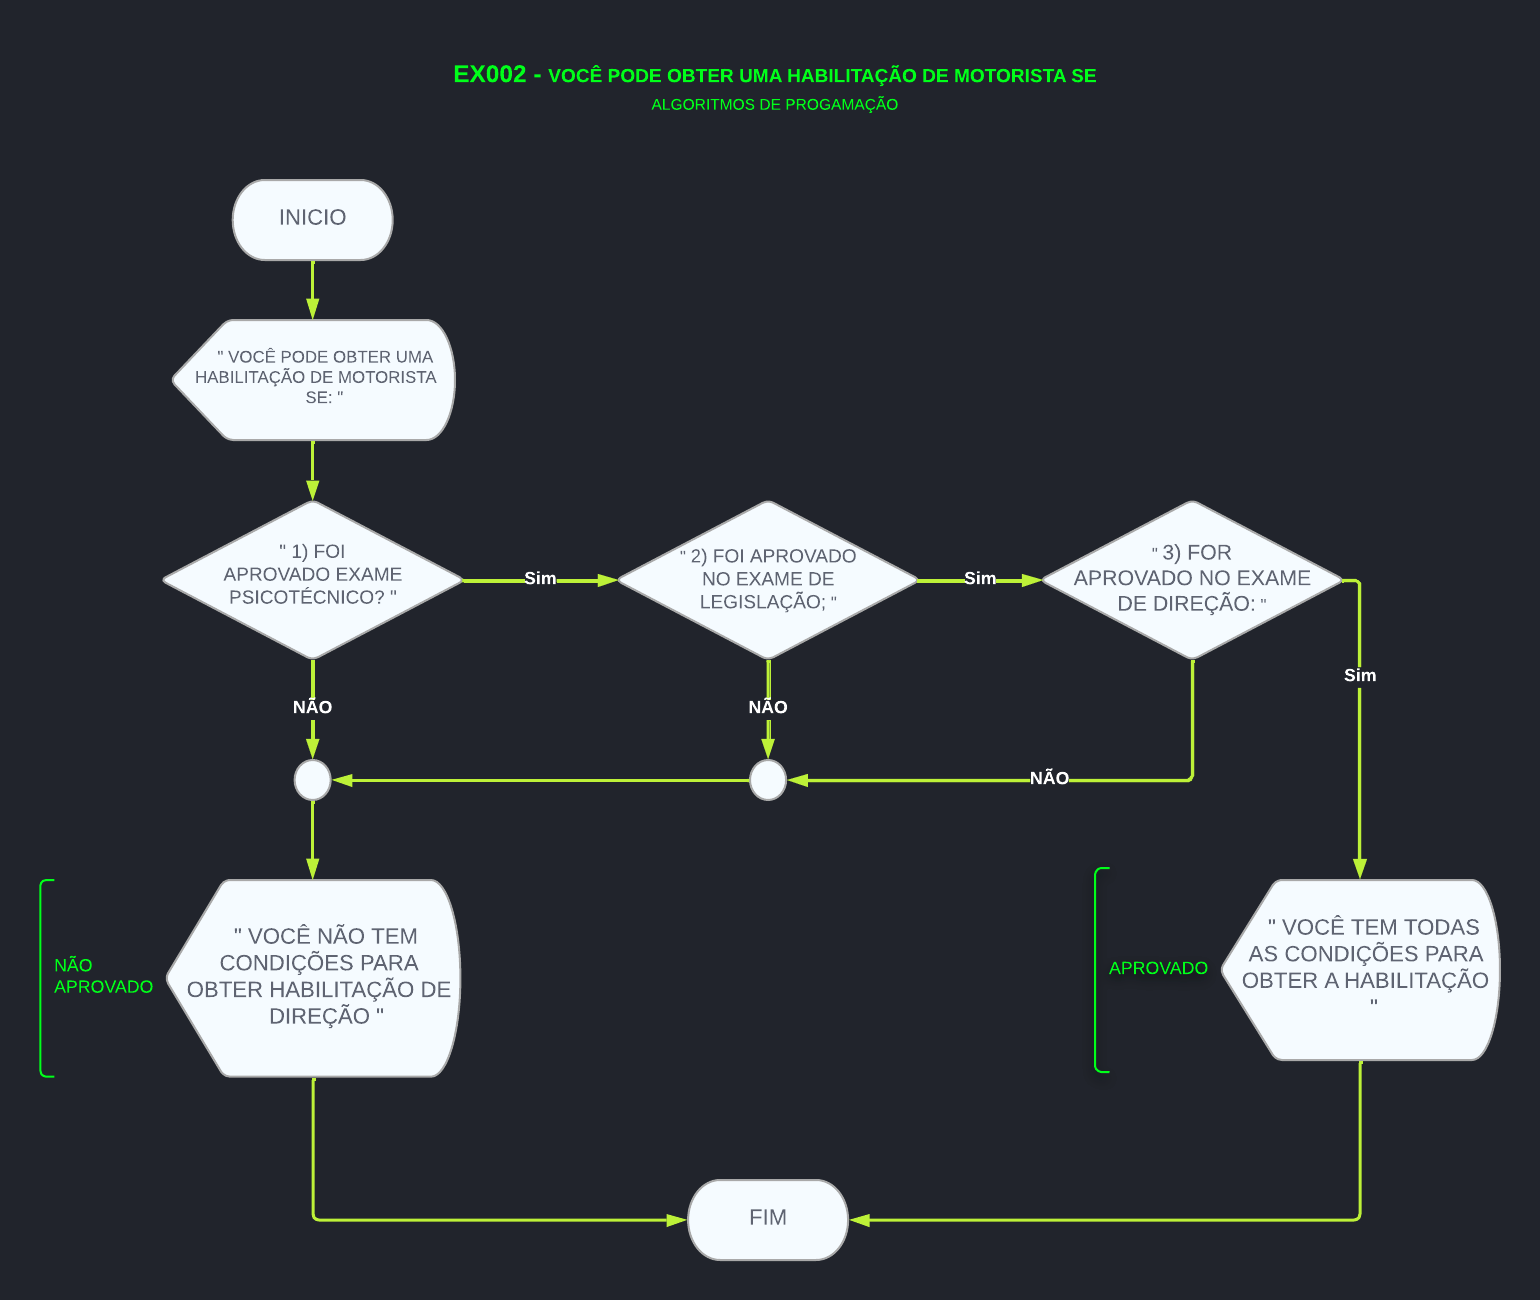 EX002 - VOCÊ PODE OBTER UMA HABILITAÇÃO DE MOTORISTA SE
ALGORITMOS DE PROGAMAÇÃO
INICIO
" VOCÊ PODE OBTER UMA
HABILITAÇÃO DE MOTORISTA
SE: "
" 1) FOI
APROVADO EXAME
PSICOTÉCNICO? "
Sim
" 2) FOI APROVADO
NO EXAME DE
LEGISLAÇÃO; "
Sim
" 3) FOR
APROVADO NO EXAME
DE DIREÇÃO: "
Sim
NÃO
NÃO
NÃO
NÃO
APROVADO
" VOCÊ NÃO TEM
CONDIÇÕES PARA
OBTER HABILITAÇÃO DE
DIREÇÃO "
APROVADO
" VOCÊ TEM TODAS
AS CONDIÇÕES PARA
OBTER A HABILITAÇÃO
"
FIM